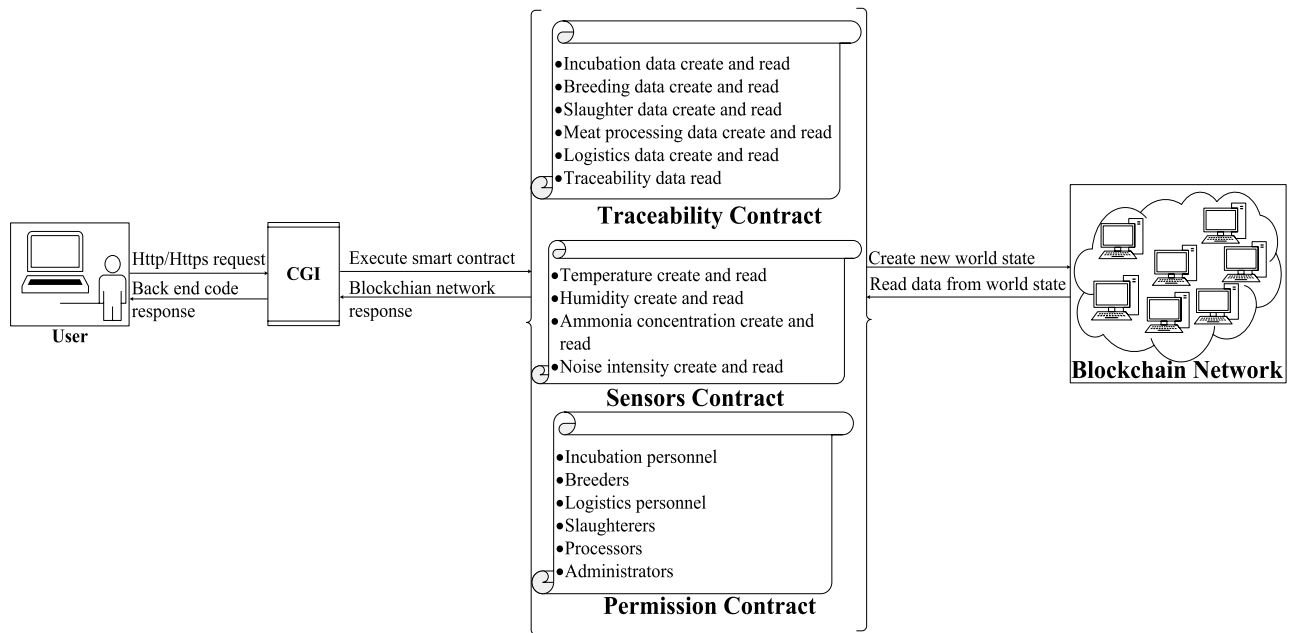 Http/Https request
Back end code
response
User
CGI
Execute smart contract
Blockchian network
response
●Incubation data create and read
●Breeding data create and read
●Slaughter data create and read
●Meat processing data create and read
●Logistics data create and read
●Traceability data read
Traceability Contract
●Temperature create and read
●Humidity create and read
●Ammonia concentration create and
read
●Noise intensity create and read
Sensors Contract
●Incubation personnel
●Breeders
●Logistics personnel
●Slaughterers
●Processors
●Administrators
Permission Contract
Create new world state
Read data from world state
Blockchain Network